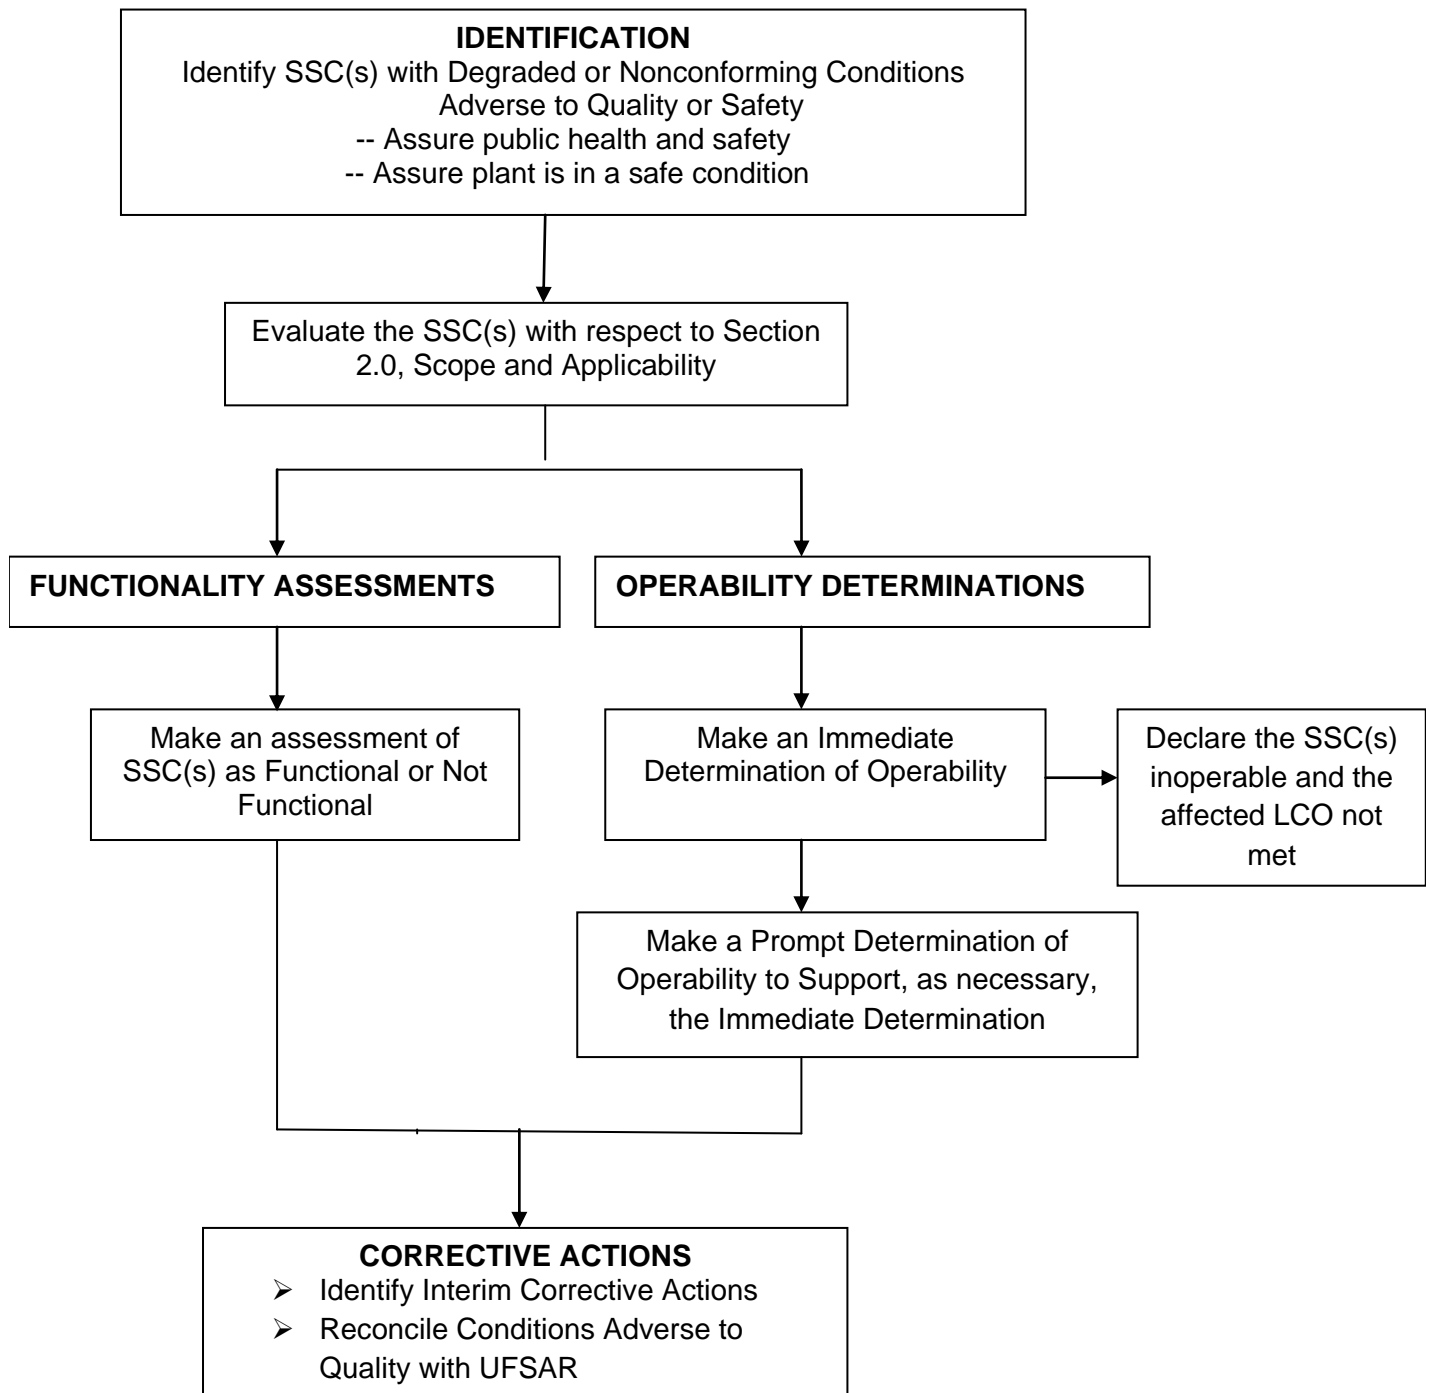 IDENTIFICATION
Identify SSC(s) with Degraded or Nonconforming Conditions
Adverse to Quality or Safety
-- Assure public health and safety
-- Assure plant is in a safe condition
Evaluate the SSC(s) with respect to Section
2.0, Scope and Applicability
FUNCTIONALITY ASSESSMENTS
OPERABILITY DETERMINATIONS
Make an assessment of
SSC(s) as Functional or Not
Functional
Make an Immediate
Determination of Operability
Declare the SSC(s)
inoperable and the
affected LCO not
met
Make a Prompt Determination of
Operability to Support, as necessary,
the Immediate Determination
CORRECTIVE ACTIONS
➢ Identify Interim Corrective Actions
➢ Reconcile Conditions Adverse to
Quality with UFSAR